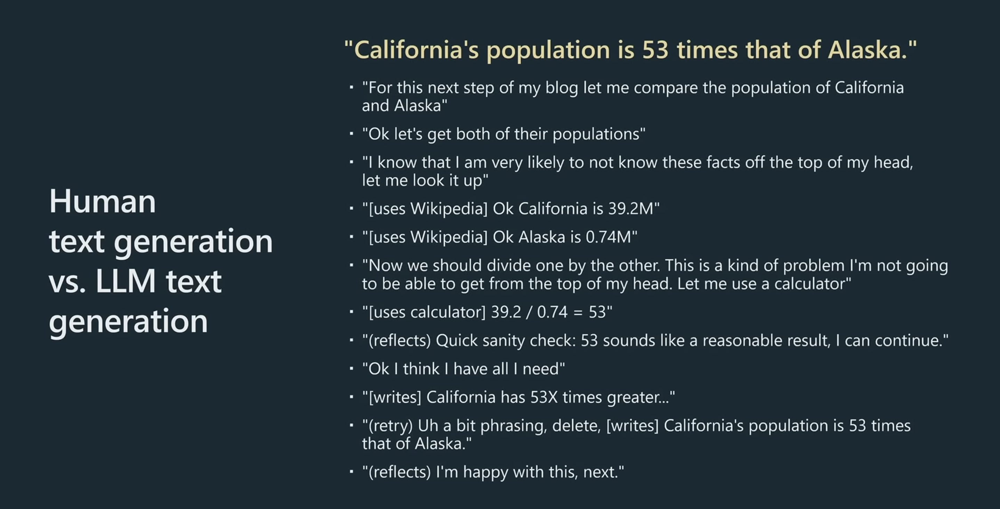 Human
text generation
vs. LLM text
generation
"California's population is 53 times that of Alaska."
▪ "For this next step of my blog let me compare the population of California
and Alaska"
▪ "Ok let's get both of their populations"
▪ "I know that I am very likely to not know these facts off the top of my head,
let me look it up"
▪ "[uses Wikipedia] Ok California is 39.2M"
▪ "[uses Wikipedia] Ok Alaska is 0.74M"
▪ "Now we should divide one by the other. This is a kind of problem I'm not going
to be able to get from the top of my head. Let me use a calculator"
▪ "[uses calculator] 39.2 / 0.74 = 53"
▪ "(reflects) Quick sanity check: 53 sounds like a reasonable result, I can continue."
▪ "Ok I think I have all I need"
▪ "[writes] California has 53X times greater..."
▪ "(retry) Uh a bit phrasing, delete, [writes] California's population is 53 times
that of Alaska."
▪ "(reflects) I'm happy with this, next."